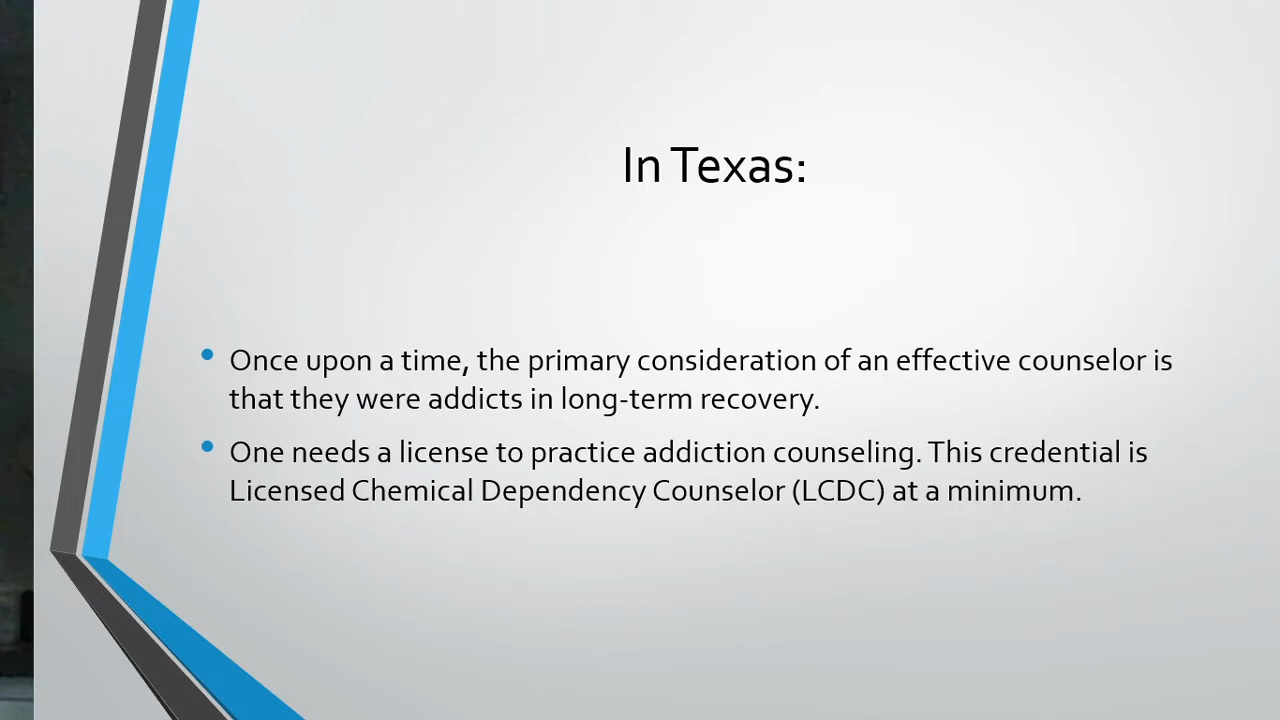 In Texas:
• Once upon a time, the primary consideration of an effective counselor is
that they were addicts in long-term recovery.
• One needs a license to practice addiction counseling. This credential is
Licensed Chemical Dependency Counselor (LCDC) at a minimum.